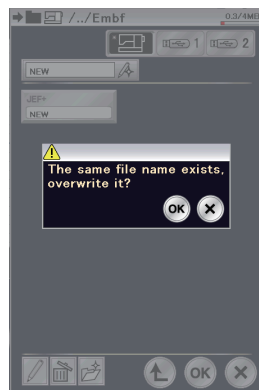 /../Embf
0.3/4MB
1
2
NEW
JEF+
NEW
The same file name exists,
overwrite it?
OK
OK